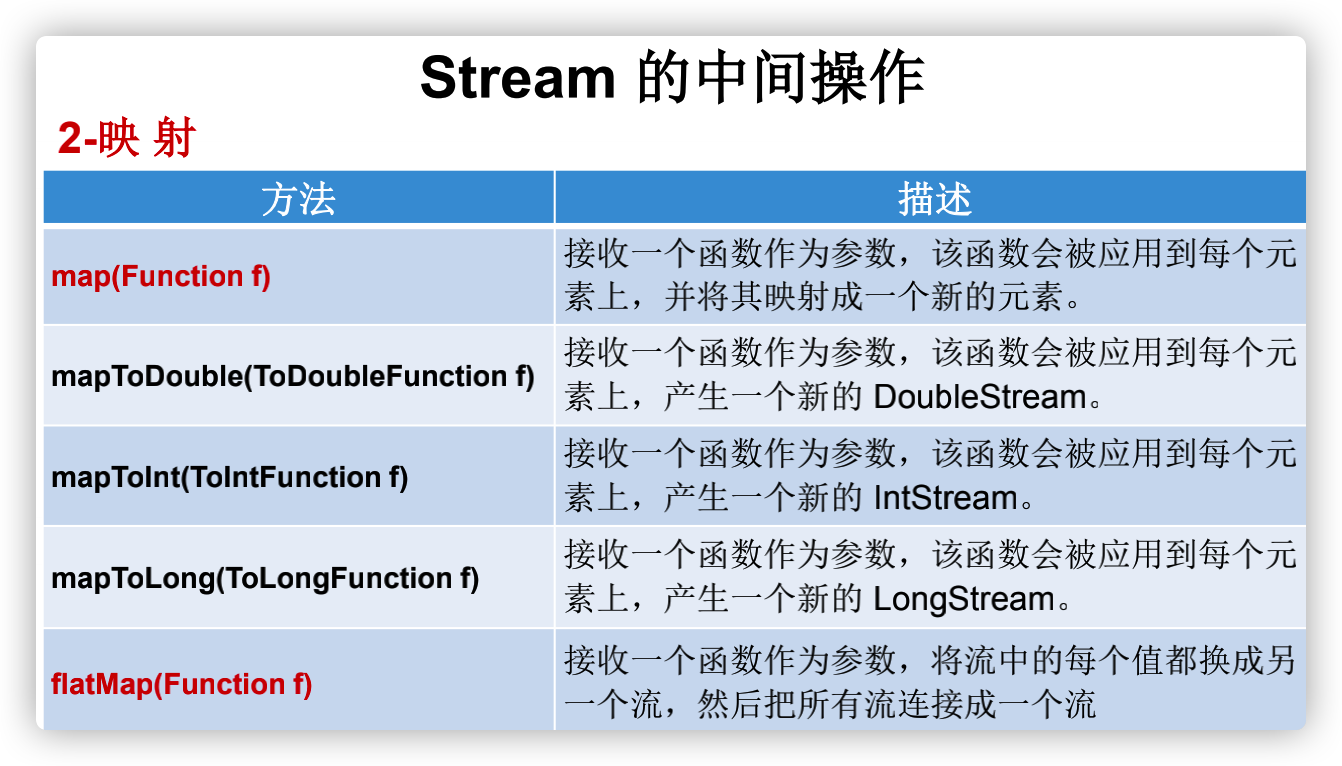 Stream 的中间操作
2-映 射
方法
描述
map(Function f)
接收一个函数作为参数，该函数会被应用到每个元
素上，并将其映射成一个新的元素。
mapToDouble(ToDoubleFunction f)
接收一个函数作为参数，该函数会被应用到每个元
素上，产生一个新的 DoubleStream。
mapToInt(ToIntFunction f)
接收一个函数作为参数，该函数会被应用到每个元
素上，产生一个新的 IntStream。
mapToLong(ToLongFunction f)
接收一个函数作为参数，该函数会被应用到每个元
素上，产生一个新的 LongStream。
flatMap(Function f)
接收一个函数作为参数，将流中的每个值都换成另
一个流，然后把所有流连接成一个流